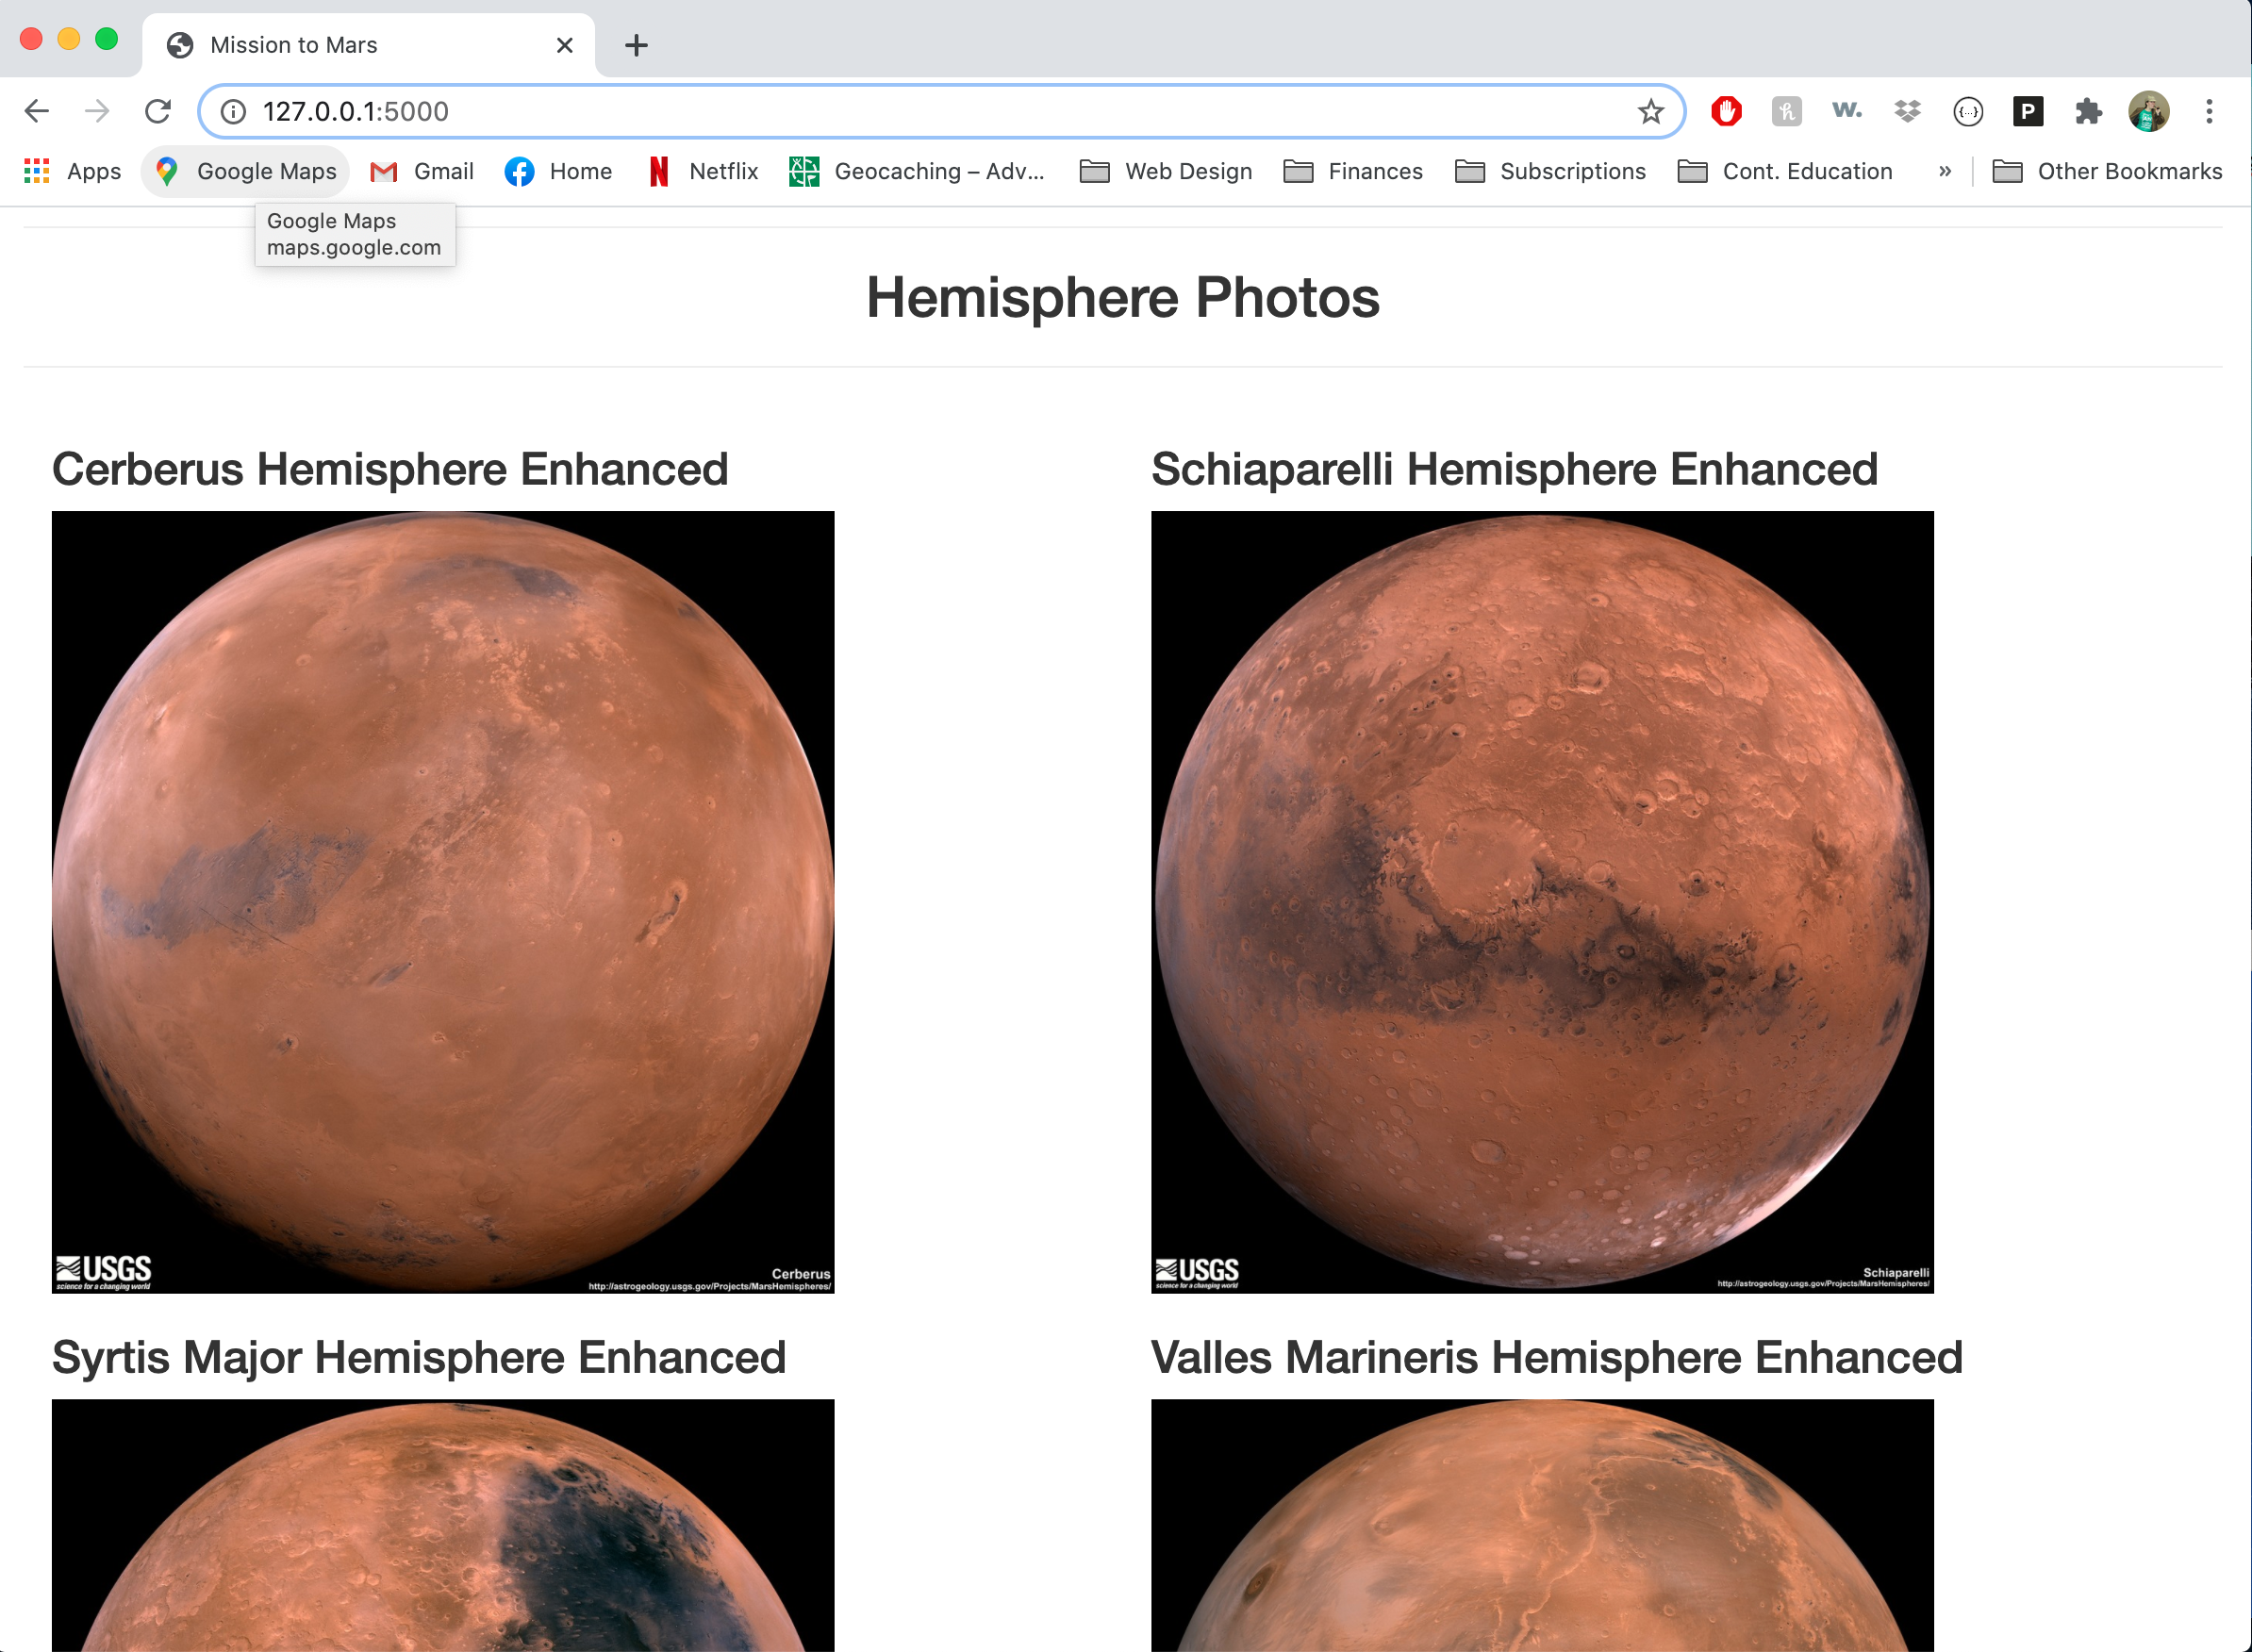 Mission to Mars
127.0.0.1:5000
P
Apps Google Maps Gmail Home Netflix Geocaching – Adv... Web Design Finances Subscriptions Cont. Education » Other Bookmarks
Google Maps
maps.google.com
Hemisphere Photos
Cerberus Hemisphere Enhanced
Schiaparelli Hemisphere Enhanced
USGS
science for a changing world
Cerberus
http://astrogeology.usgs.gov/Projects/MarsHemispheres/
USGS
science for a changing world
Schiaparelli
http://astrogeology.usgs.gov/Projects/MarsHemispheres/
Syrtis Major Hemisphere Enhanced
Valles Marineris Hemisphere Enhanced